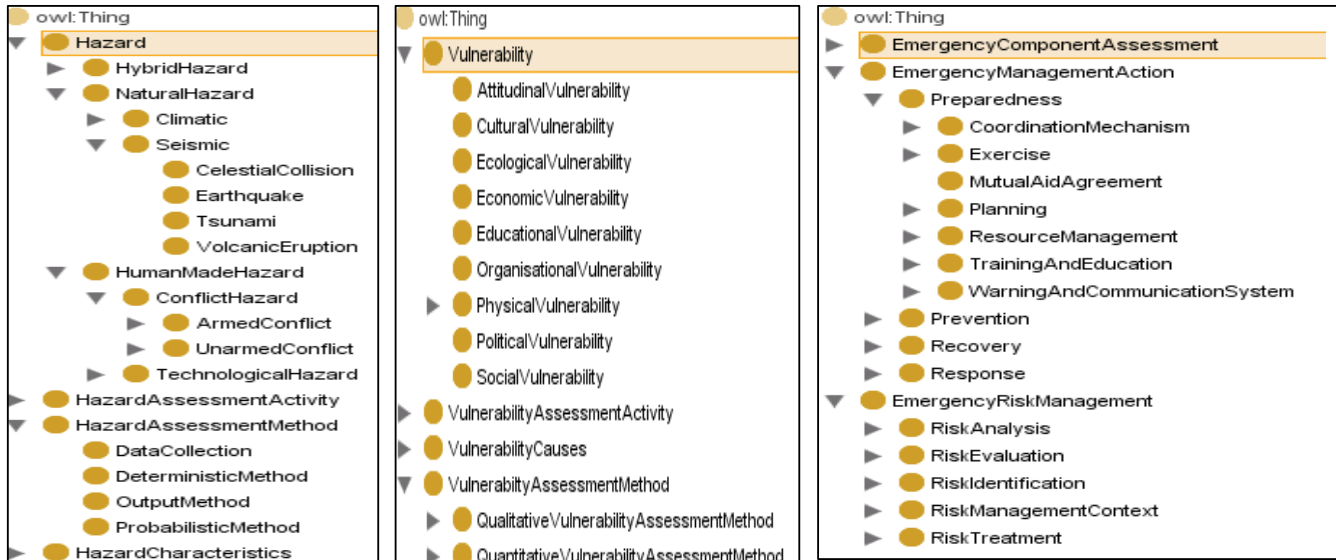 owl:Thing
Hazard
HybridHazard
NaturalHazard
Climatic
Seismic
CelestialCollision
Earthquake
Tsunami
VolcanicEruption
HumanMadeHazard
ConflictHazard
ArmedConflict
UnarmedConflict
TechnologicalHazard
HazardAssessmentActivity
HazardAssessmentMethod
DataCollection
DeterministicMethod
OutputMethod
ProbabilisticMethod
HazardCharacteristics
owl:Thing
Vulnerability
AttitudinalVulnerability
CulturalVulnerability
EcologicalVulnerability
EconomicVulnerability
EducationalVulnerability
OrganisationalVulnerability
PhysicalVulnerability
PoliticalVulnerability
SocialVulnerability
VulnerabilityAssessmentActivity
VulnerabilityCauses
VulnerabiltyAssessmentMethod
QualitativeVulnerabilityAssessmentMethod
QuantitativeVulnerabilityAssessmentMethod
owl:Thing
EmergencyComponentAssessment
EmergencyManagementAction
Preparedness
CoordinationMechanism
Exercise
MutualAidAgreement
Planning
ResourceManagement
TrainingAndEducation
WarningAndCommunicationSystem
Prevention
Recovery
Response
EmergencyRiskManagement
RiskAnalysis
RiskEvaluation
RiskIdentification
RiskManagementContext
RiskTreatment